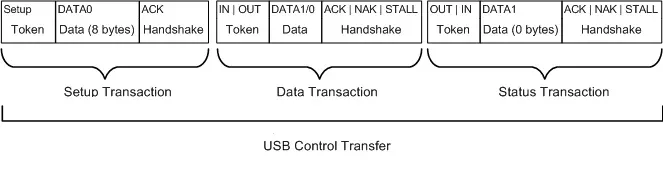 Setup DATA0 ACK IN | OUT DATA1/0 ACK | NAK | STALL OUT | IN DATA1 ACK | NAK | STALL
Token Data (8 bytes) Handshake Token Data Handshake Token Data (0 bytes) Handshake
Setup Transaction Data Transaction Status Transaction
USB Control Transfer